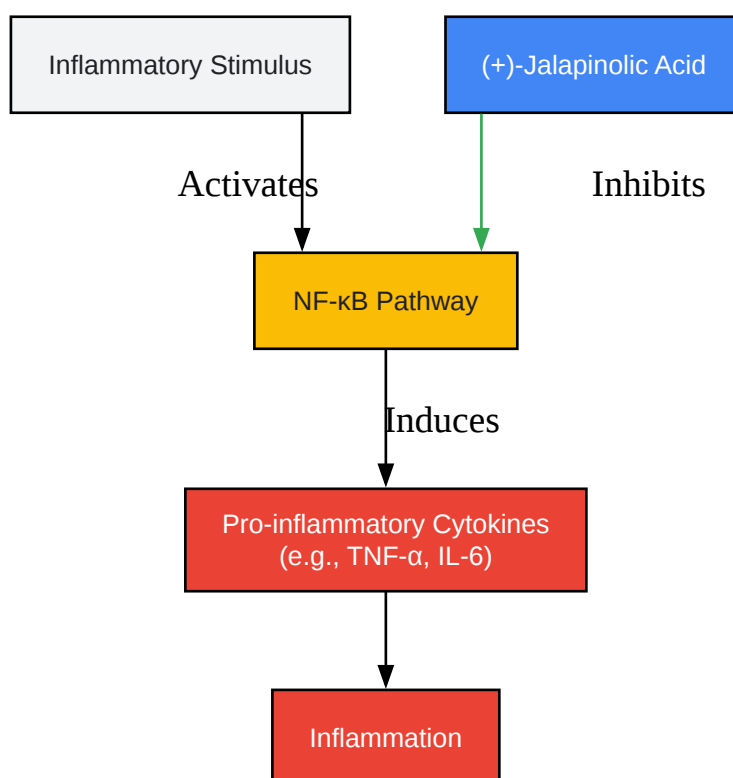 Inflammatory Stimulus
(+)-Jalapinolic Acid
Activates
Inhibits
NF-κB Pathway
Induces
Pro-inflammatory Cytokines
(e.g., TNF-α, IL-6)
Inflammation